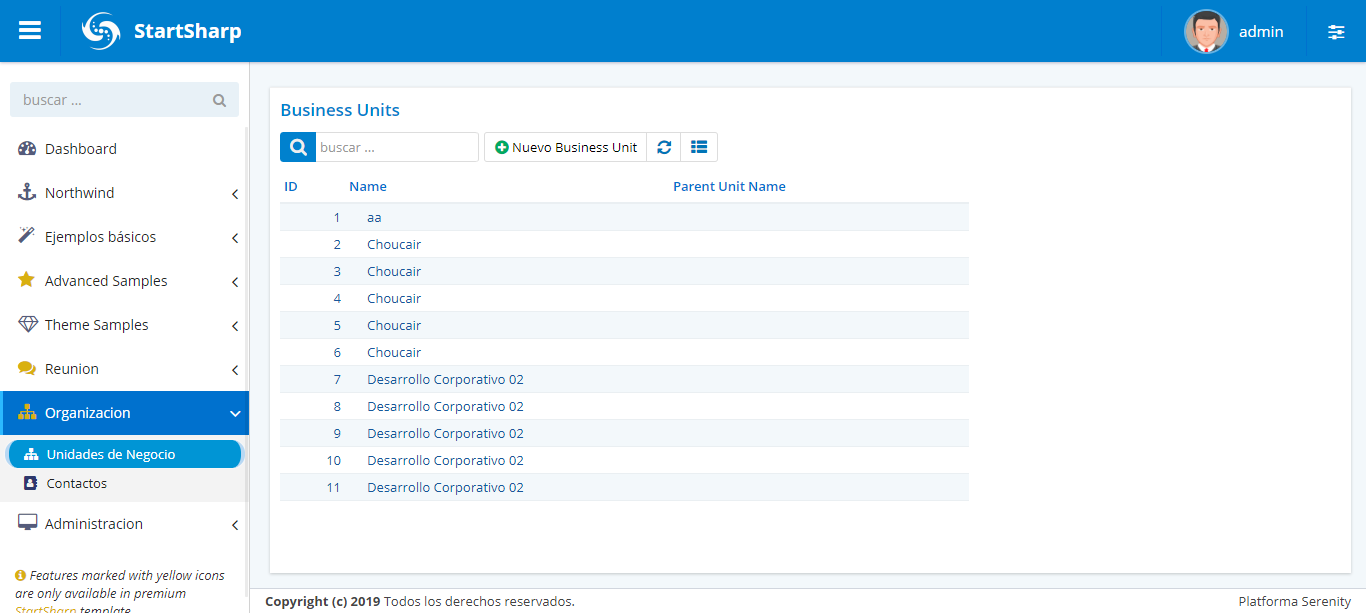 StartSharp
admin
buscar ...
Dashboard
Northwind
Ejemplos básicos
Advanced Samples
Theme Samples
Reunion
Organizacion
Unidades de Negocio
Contactos
Administracion
Features marked with yellow icons
are only available in premium
StartSharp template
Business Units
buscar ...
Nuevo Business Unit
ID Name Parent Unit Name
1 aa
2 Choucair
3 Choucair
4 Choucair
5 Choucair
6 Choucair
7 Desarrollo Corporativo 02
8 Desarrollo Corporativo 02
9 Desarrollo Corporativo 02
10 Desarrollo Corporativo 02
11 Desarrollo Corporativo 02
Copyright (c) 2019 Todos los derechos reservados.
Platforma Serenity